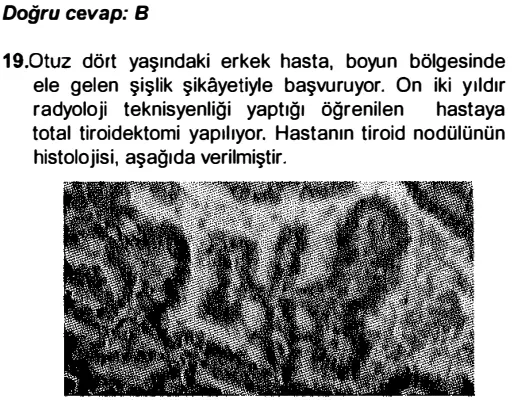 Doğru cevap: B
19.Otuz dört yaşındaki erkek hasta, boyun bölgesinde
ele gelen şişlik şikâyetiyle başvuruyor. On iki yıldır
radyoloji teknisyenliği yaptığı öğrenilen hastaya
total tiroidektomi yapılıyor. Hastanın tiroid nodülünün
histolojisi, aşağıda verilmiştir.